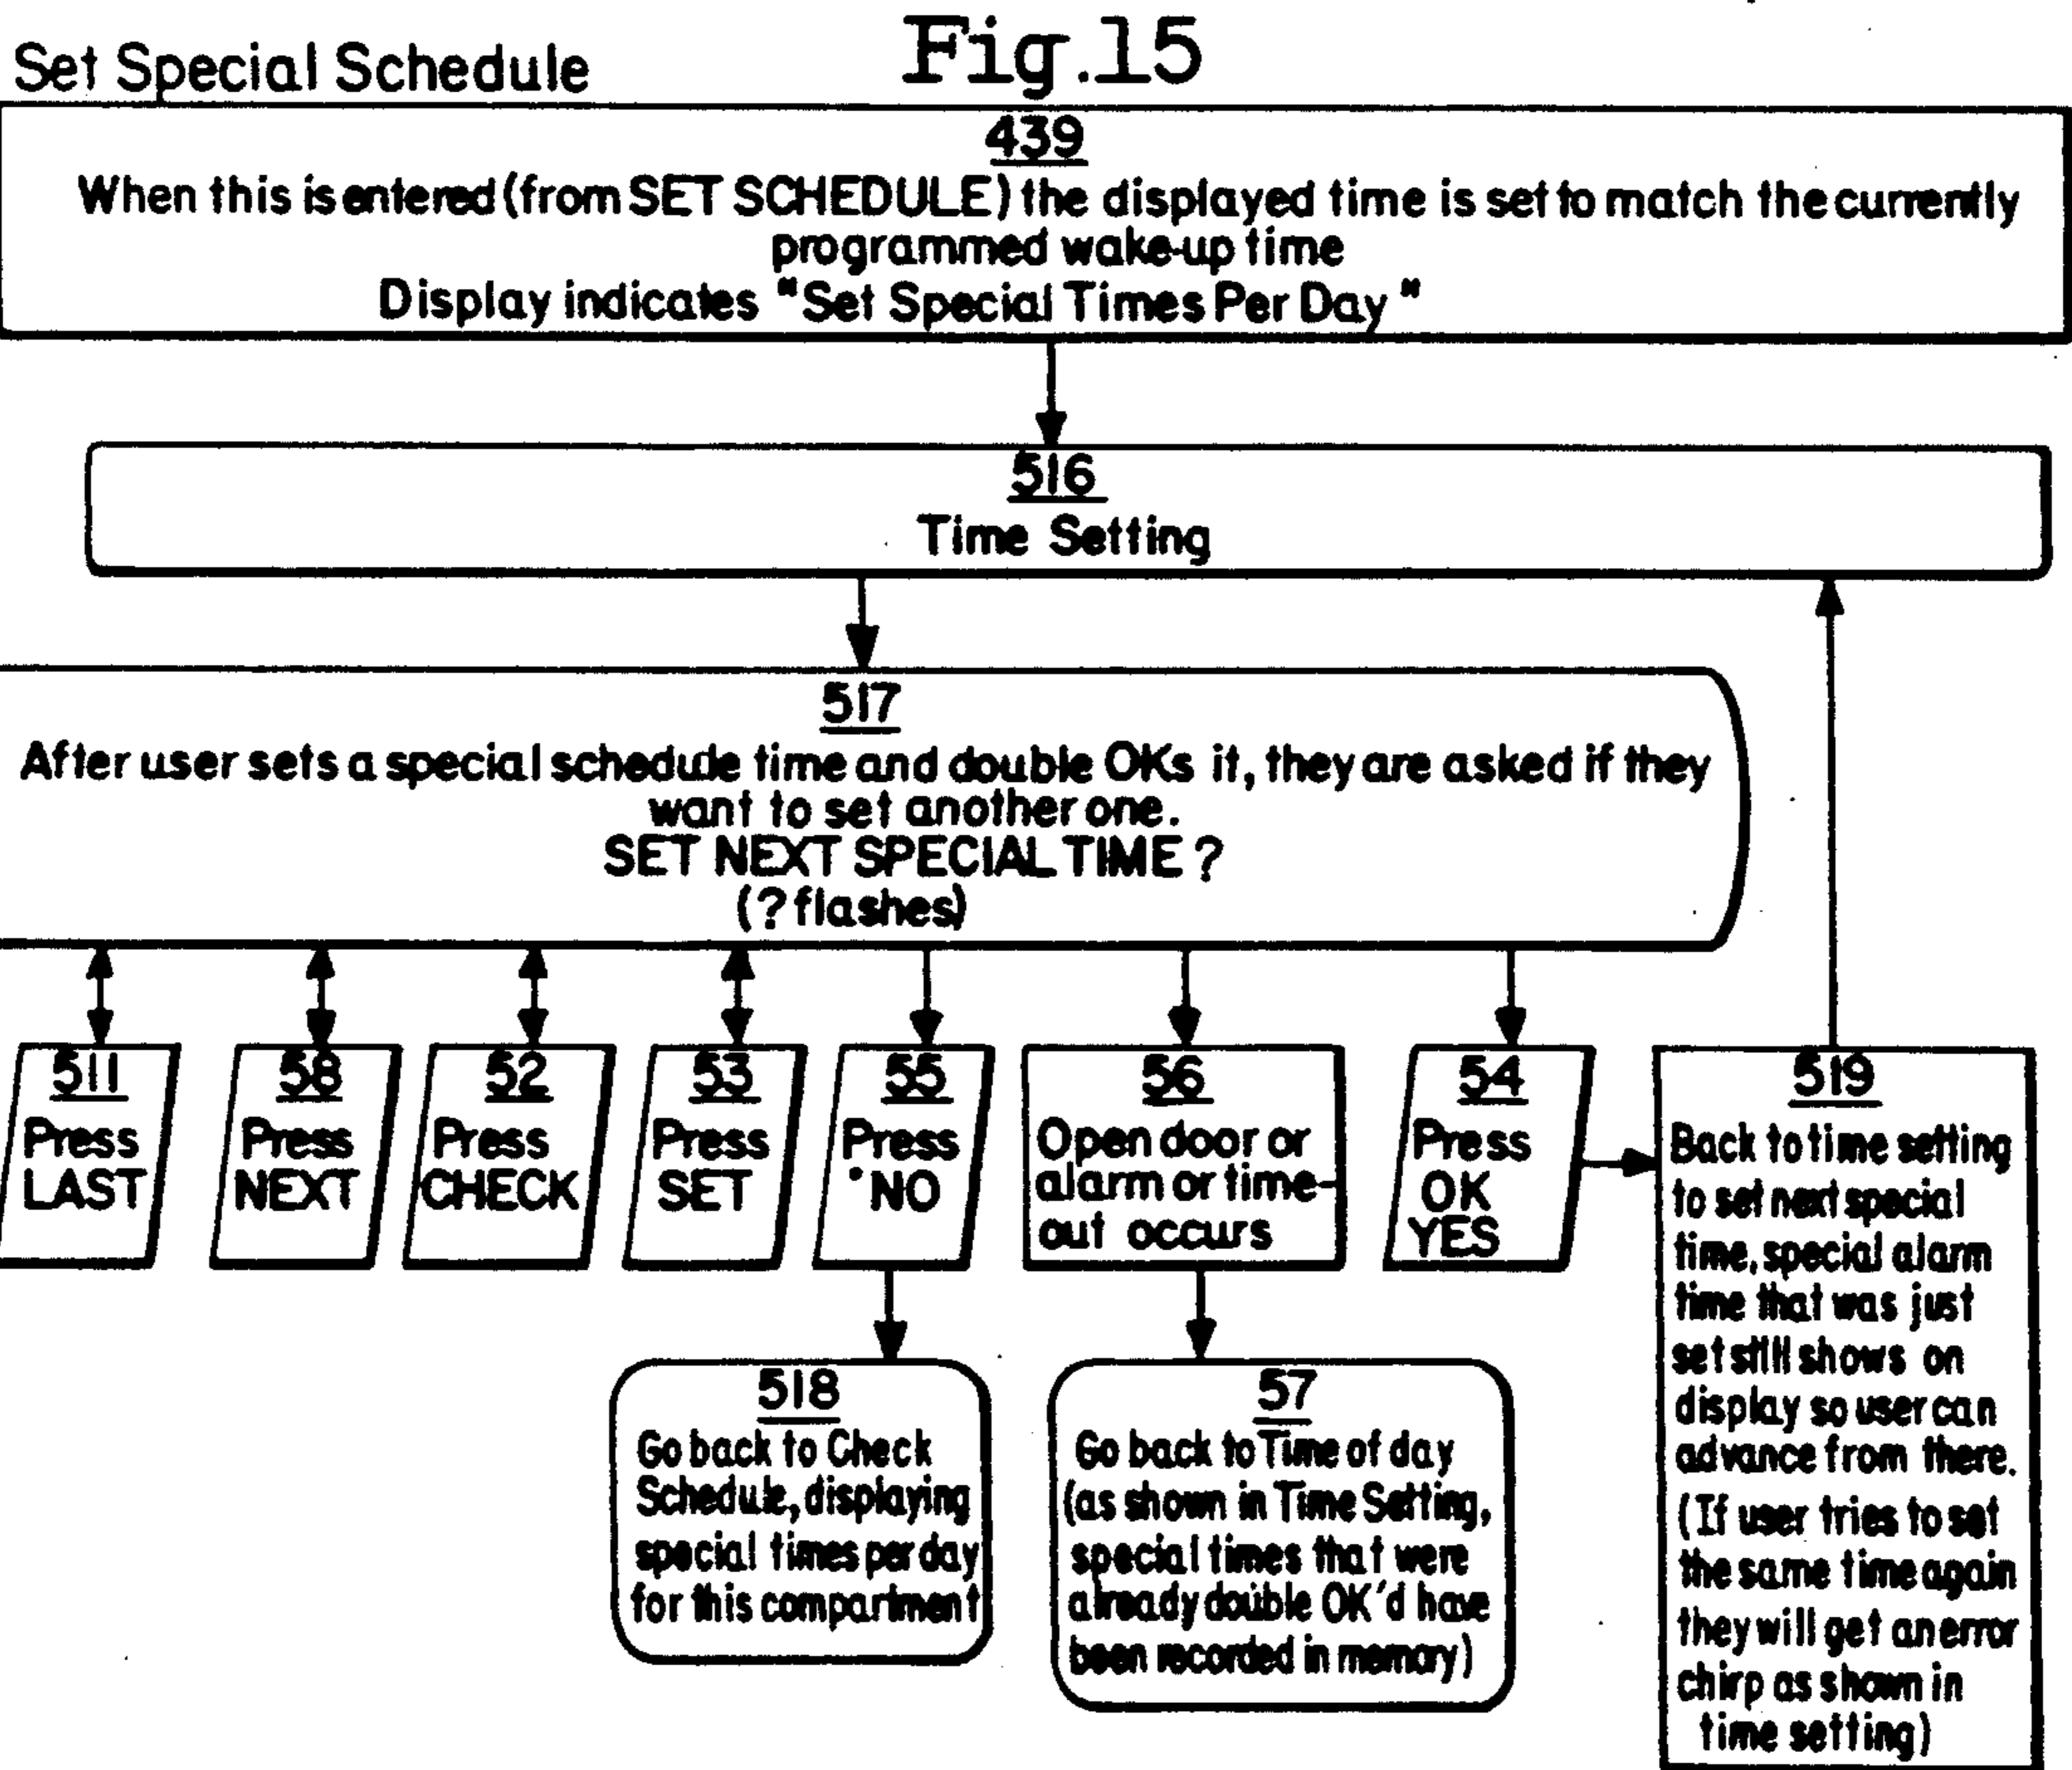 Set Special Schedule
Fig.15
439
When this is entered (from SET SCHEDULE) the displayed time is set to match the currently
programmed wake-up time
Display indicates "Set Special Times Per Day"
516
Time Setting
517
After user sets a special schedule time and double OKs it, they are asked if they
want to set another one.
SET NEXT SPECIAL TIME?
(? flashes)
511
Press
LAST
58
Press
NEXT
52
Press
CHECK
53
Press
SET
55
Press
NO
56
Open door or
alarm or time-
out occurs
54
Press
OK
YES
519
Back to time setting
to set next special
time, special alarm
time that was just
set still shows on
display so user can
advance from there.
(If user tries to set
the same time again
they will get an error
chirp as shown in
time setting)
518
Go back to Check
Schedule, displaying
special times per day
for this compartment
57
Go back to Time of day
(as shown in Time Setting,
special times that were
already double OK'd have
been recorded in memory)